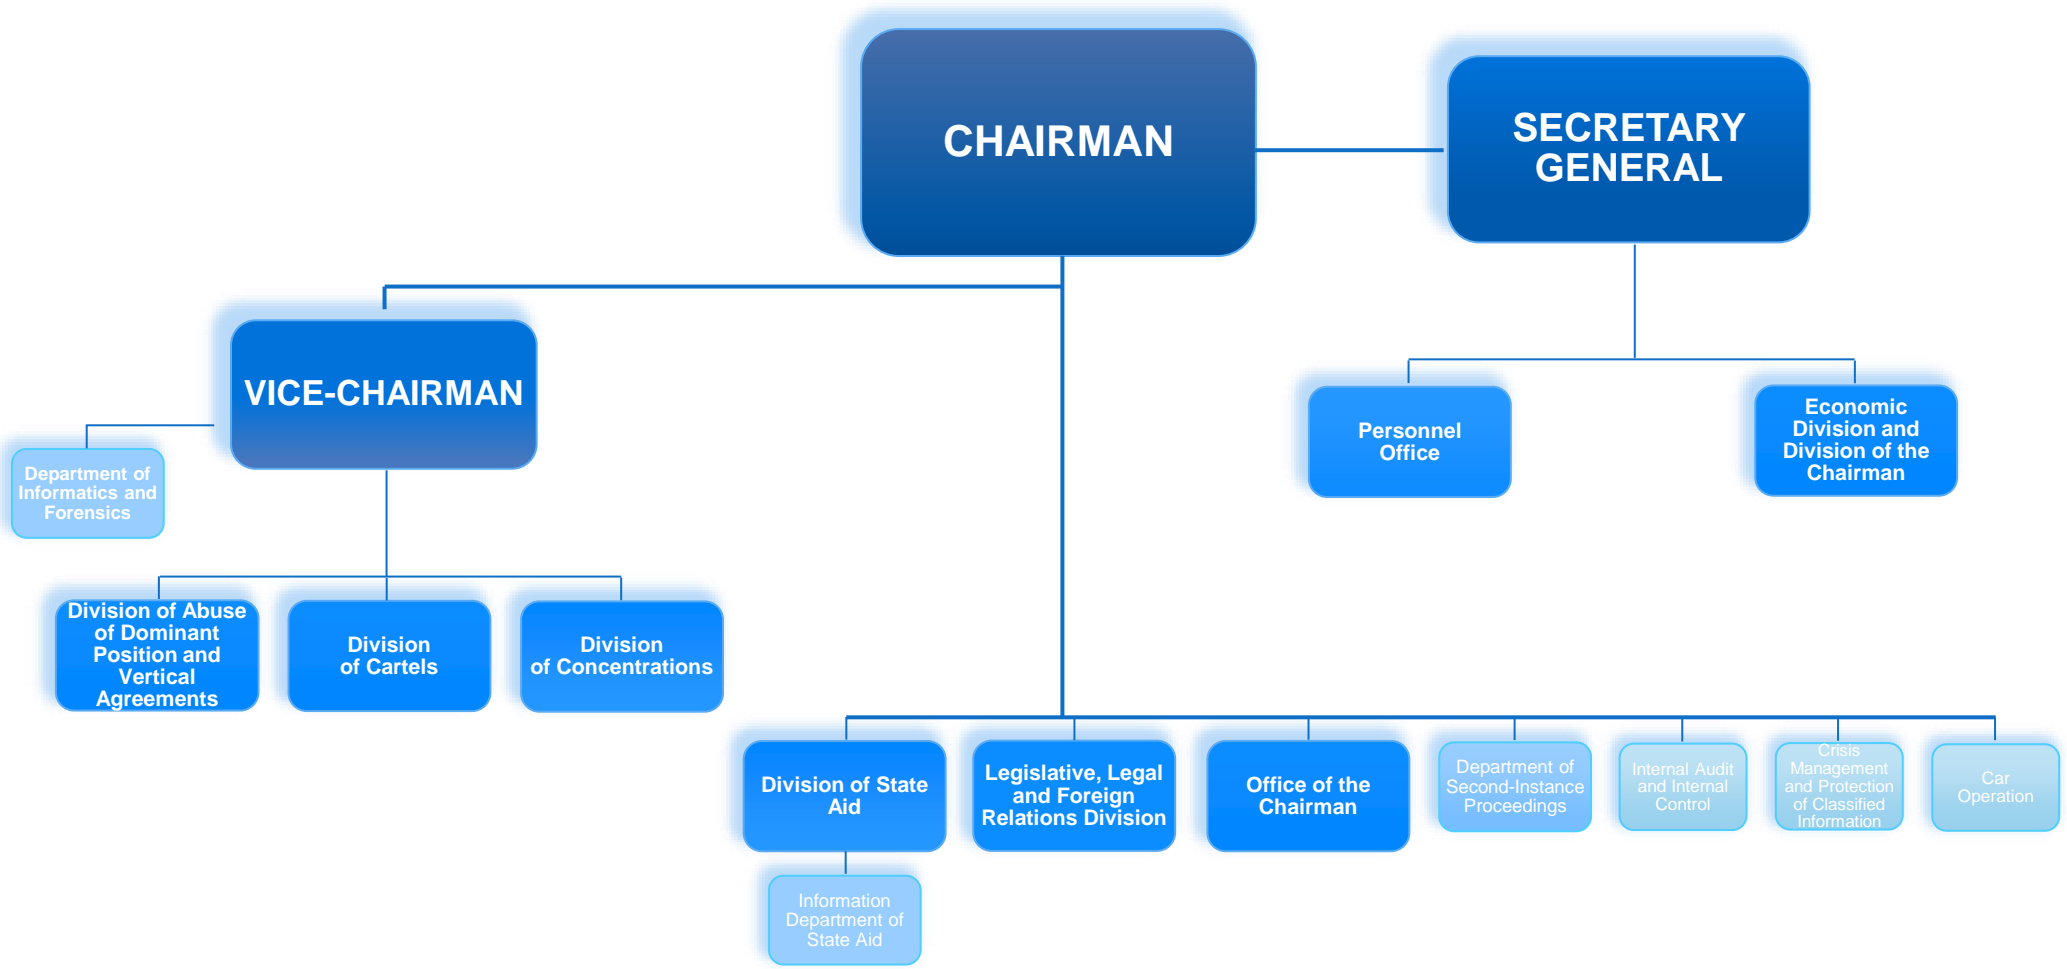 CHAIRMAN
SECRETARY
GENERAL
VICE-CHAIRMAN
Personnel
Office
Economic
Division and
Division of the
Chairman
Department of
Informatics and
Forensics
Division of Abuse
of Dominant
Position and
Vertical
Agreements
Division
of Cartels
Division
of Concentrations
Division of State
Aid
Legislative, Legal
and Foreign
Relations Division
Office of the
Chairman
Department of
Second-Instance
Proceedings
Internal Audit
and Internal
Control
Crisis
Management
and Protection
of Classified
Information
Car
Operation
Information
Department of
State Aid